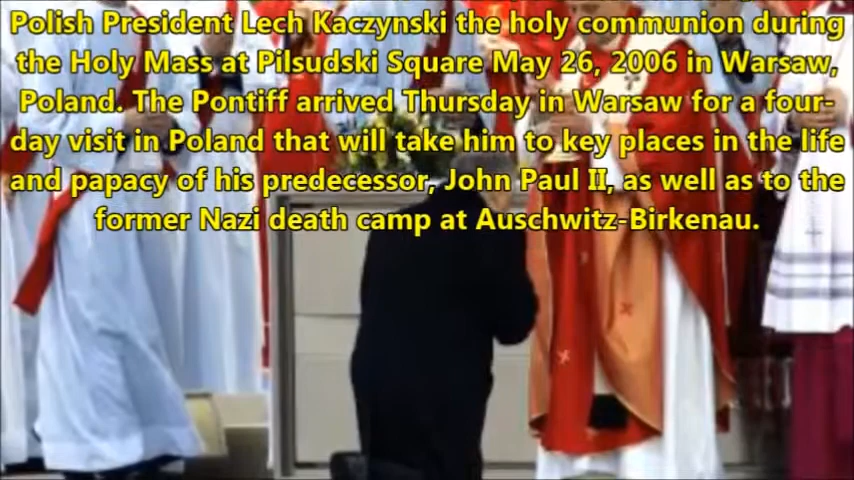 Polish President Lech Kaczynski the holy communion during
the Holy Mass at Pilsudski Square May 26, 2006 in Warsaw,
Poland. The Pontiff arrived Thursday in Warsaw for a four-
day visit in Poland that will take him to key places in the life
and papacy of his predecessor, John Paul II, as well as to the
former Nazi death camp at Auschwitz-Birkenau.